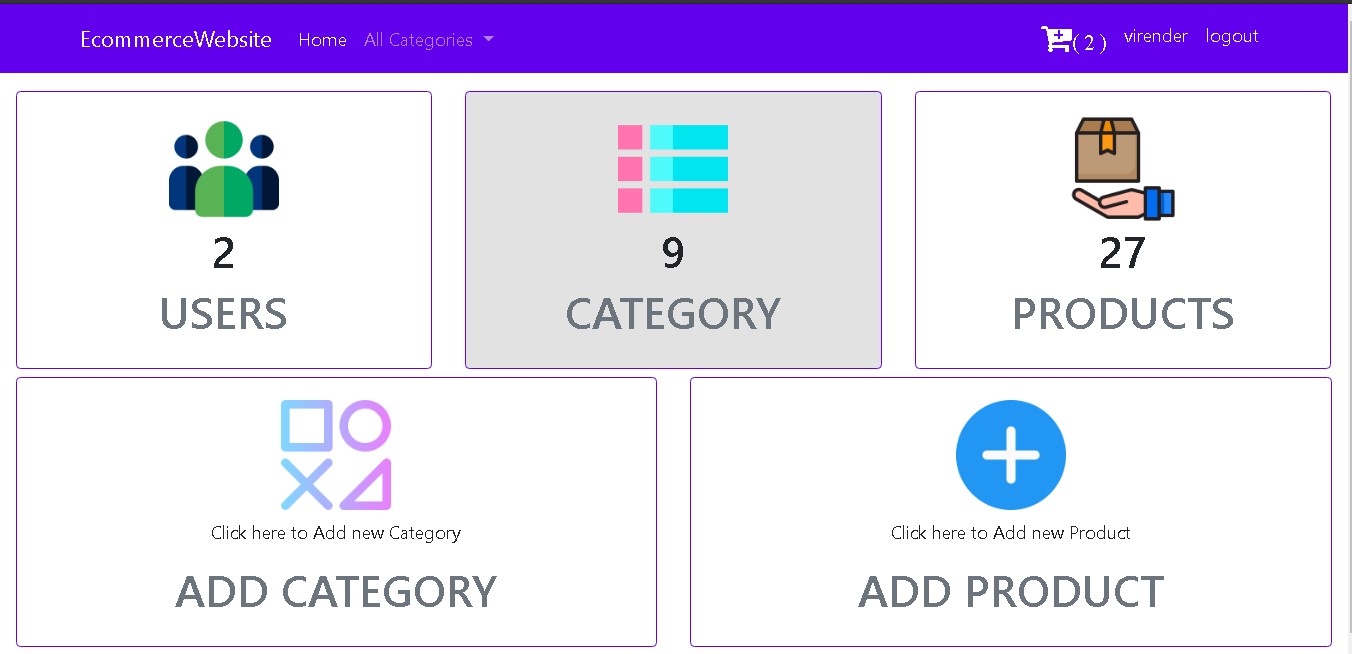 EcommerceWebsite Home All Categories ( 2 ) virender logout
2
USERS
9
CATEGORY
27
PRODUCTS
Click here to Add new Category
ADD CATEGORY
Click here to Add new Product
ADD PRODUCT